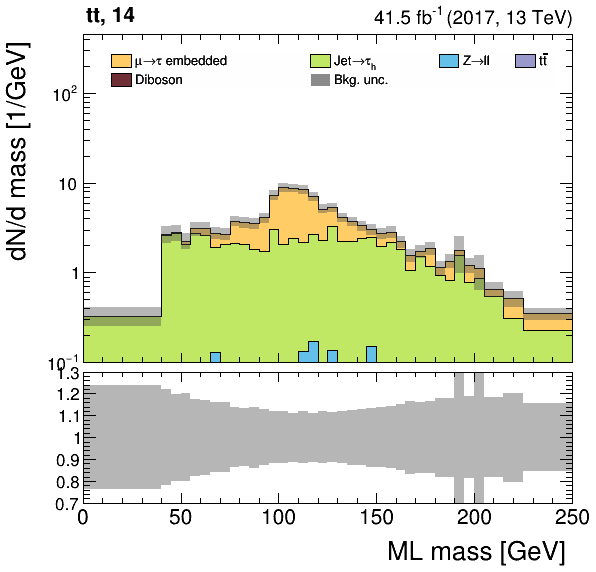 tt, 14
41.5 fb⁻¹ (2017, 13 TeV)
dN/d mass [1/GeV]
μ→τ embedded
Jet→τₕ
Z→ll
tt̅
Diboson
Bkg. unc.
10²
10
1
10⁻¹
1.3
1.2
1.1
1
0.9
0.8
0.7
0 50 100 150 200 250
ML mass [GeV]